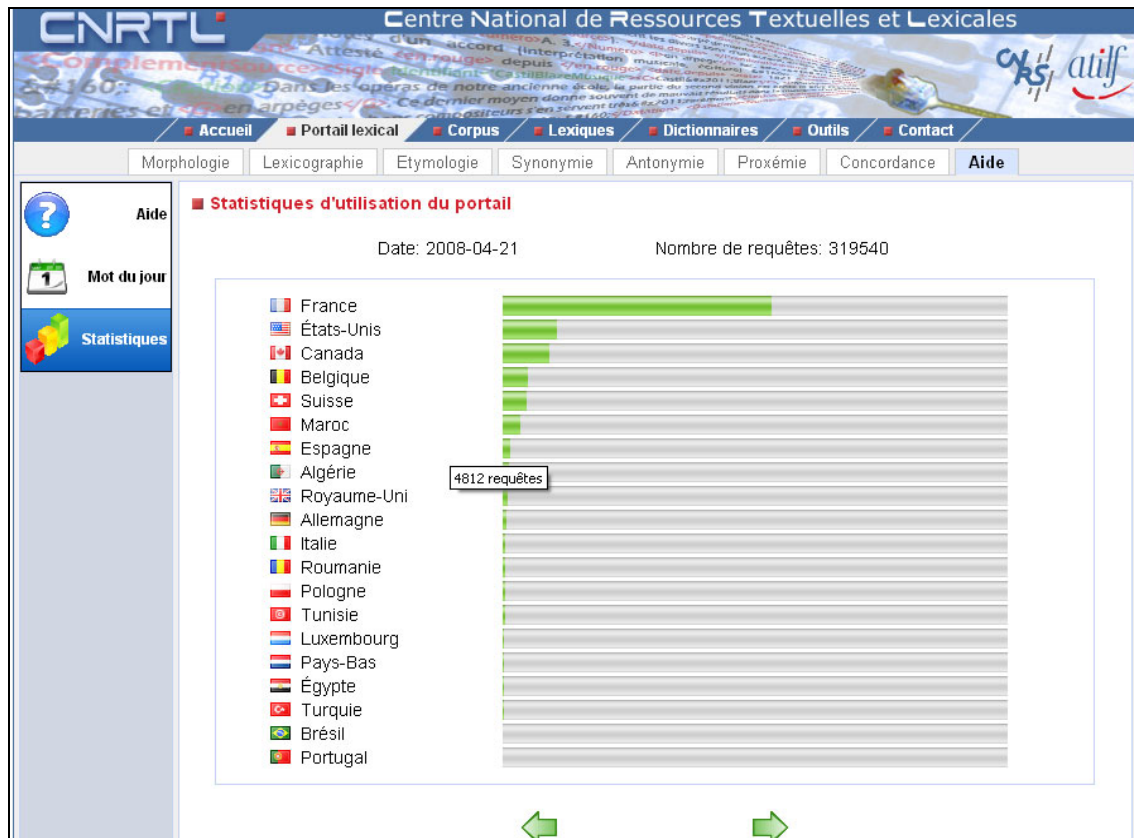 CNRTL
Centre National de Ressources Textuelles et Lexicales
CNRS atilf
Accueil Portail lexical Corpus Lexiques Dictionnaires Outils Contact
Morphologie Lexicographie Etymologie Synonymie Antonymie Proxémie Concordance Aide
Aide
Mot du jour
Statistiques
Statistiques d'utilisation du portail
Date: 2008-04-21 Nombre de requêtes: 319540
France
États-Unis
Canada
Belgique
Suisse
Maroc
Espagne
Algérie
4812 requêtes
Royaume-Uni
Allemagne
Italie
Roumanie
Pologne
Tunisie
Luxembourg
Pays-Bas
Égypte
Turquie
Brésil
Portugal